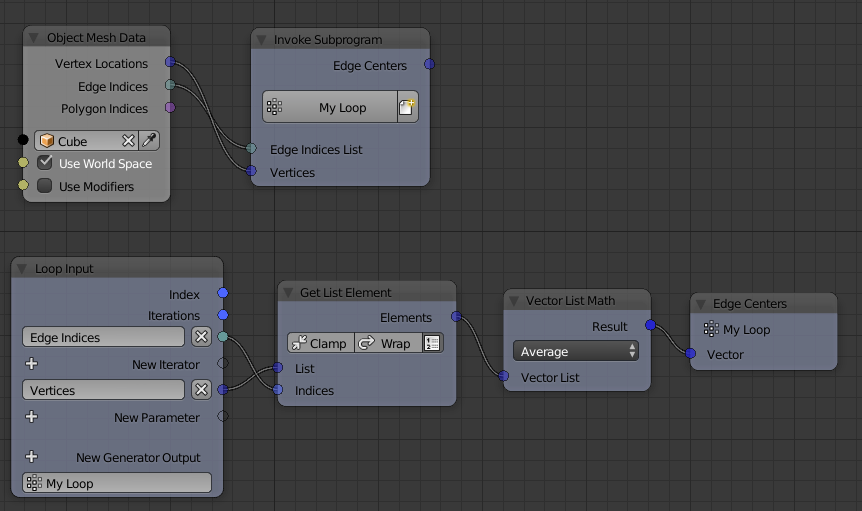 Object Mesh Data
Vertex Locations
Edge Indices
Polygon Indices
Cube
Use World Space
Use Modifiers
Invoke Subprogram
Edge Centers
My Loop
Edge Indices List
Vertices
Loop Input
Index
Iterations
Edge Indices
New Iterator
Vertices
New Parameter
New Generator Output
My Loop
Get List Element
Elements
Clamp
Wrap
List
Indices
Vector List Math
Result
Average
Vector List
Edge Centers
My Loop
Vector